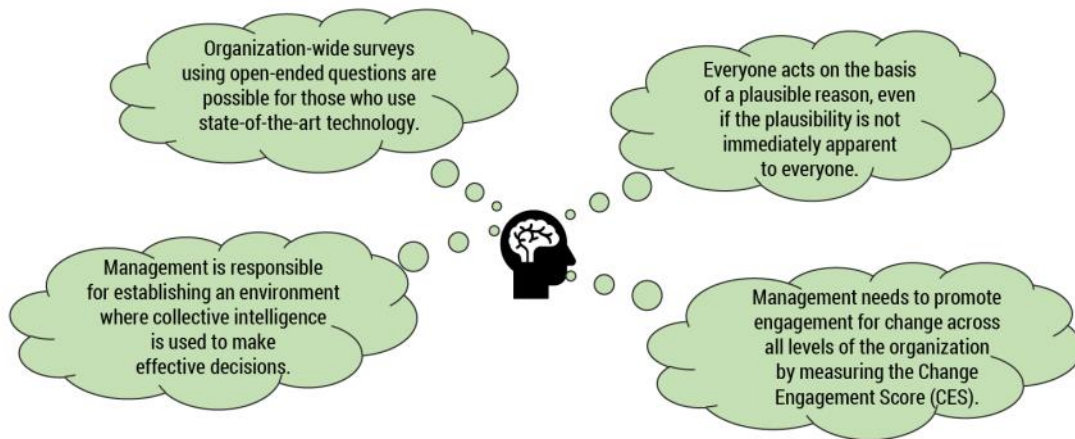 Organization-wide surveys
using open-ended questions are
possible for those who use
state-of-the-art technology.
Everyone acts on the basis
of a plausible reason, even
if the plausibility is not
immediately apparent
to everyone.
Management is responsible
for establishing an environment
where collective intelligence
is used to make
effective decisions.
Management needs to promote
engagement for change across
all levels of the organization
by measuring the Change
Engagement Score (CES).